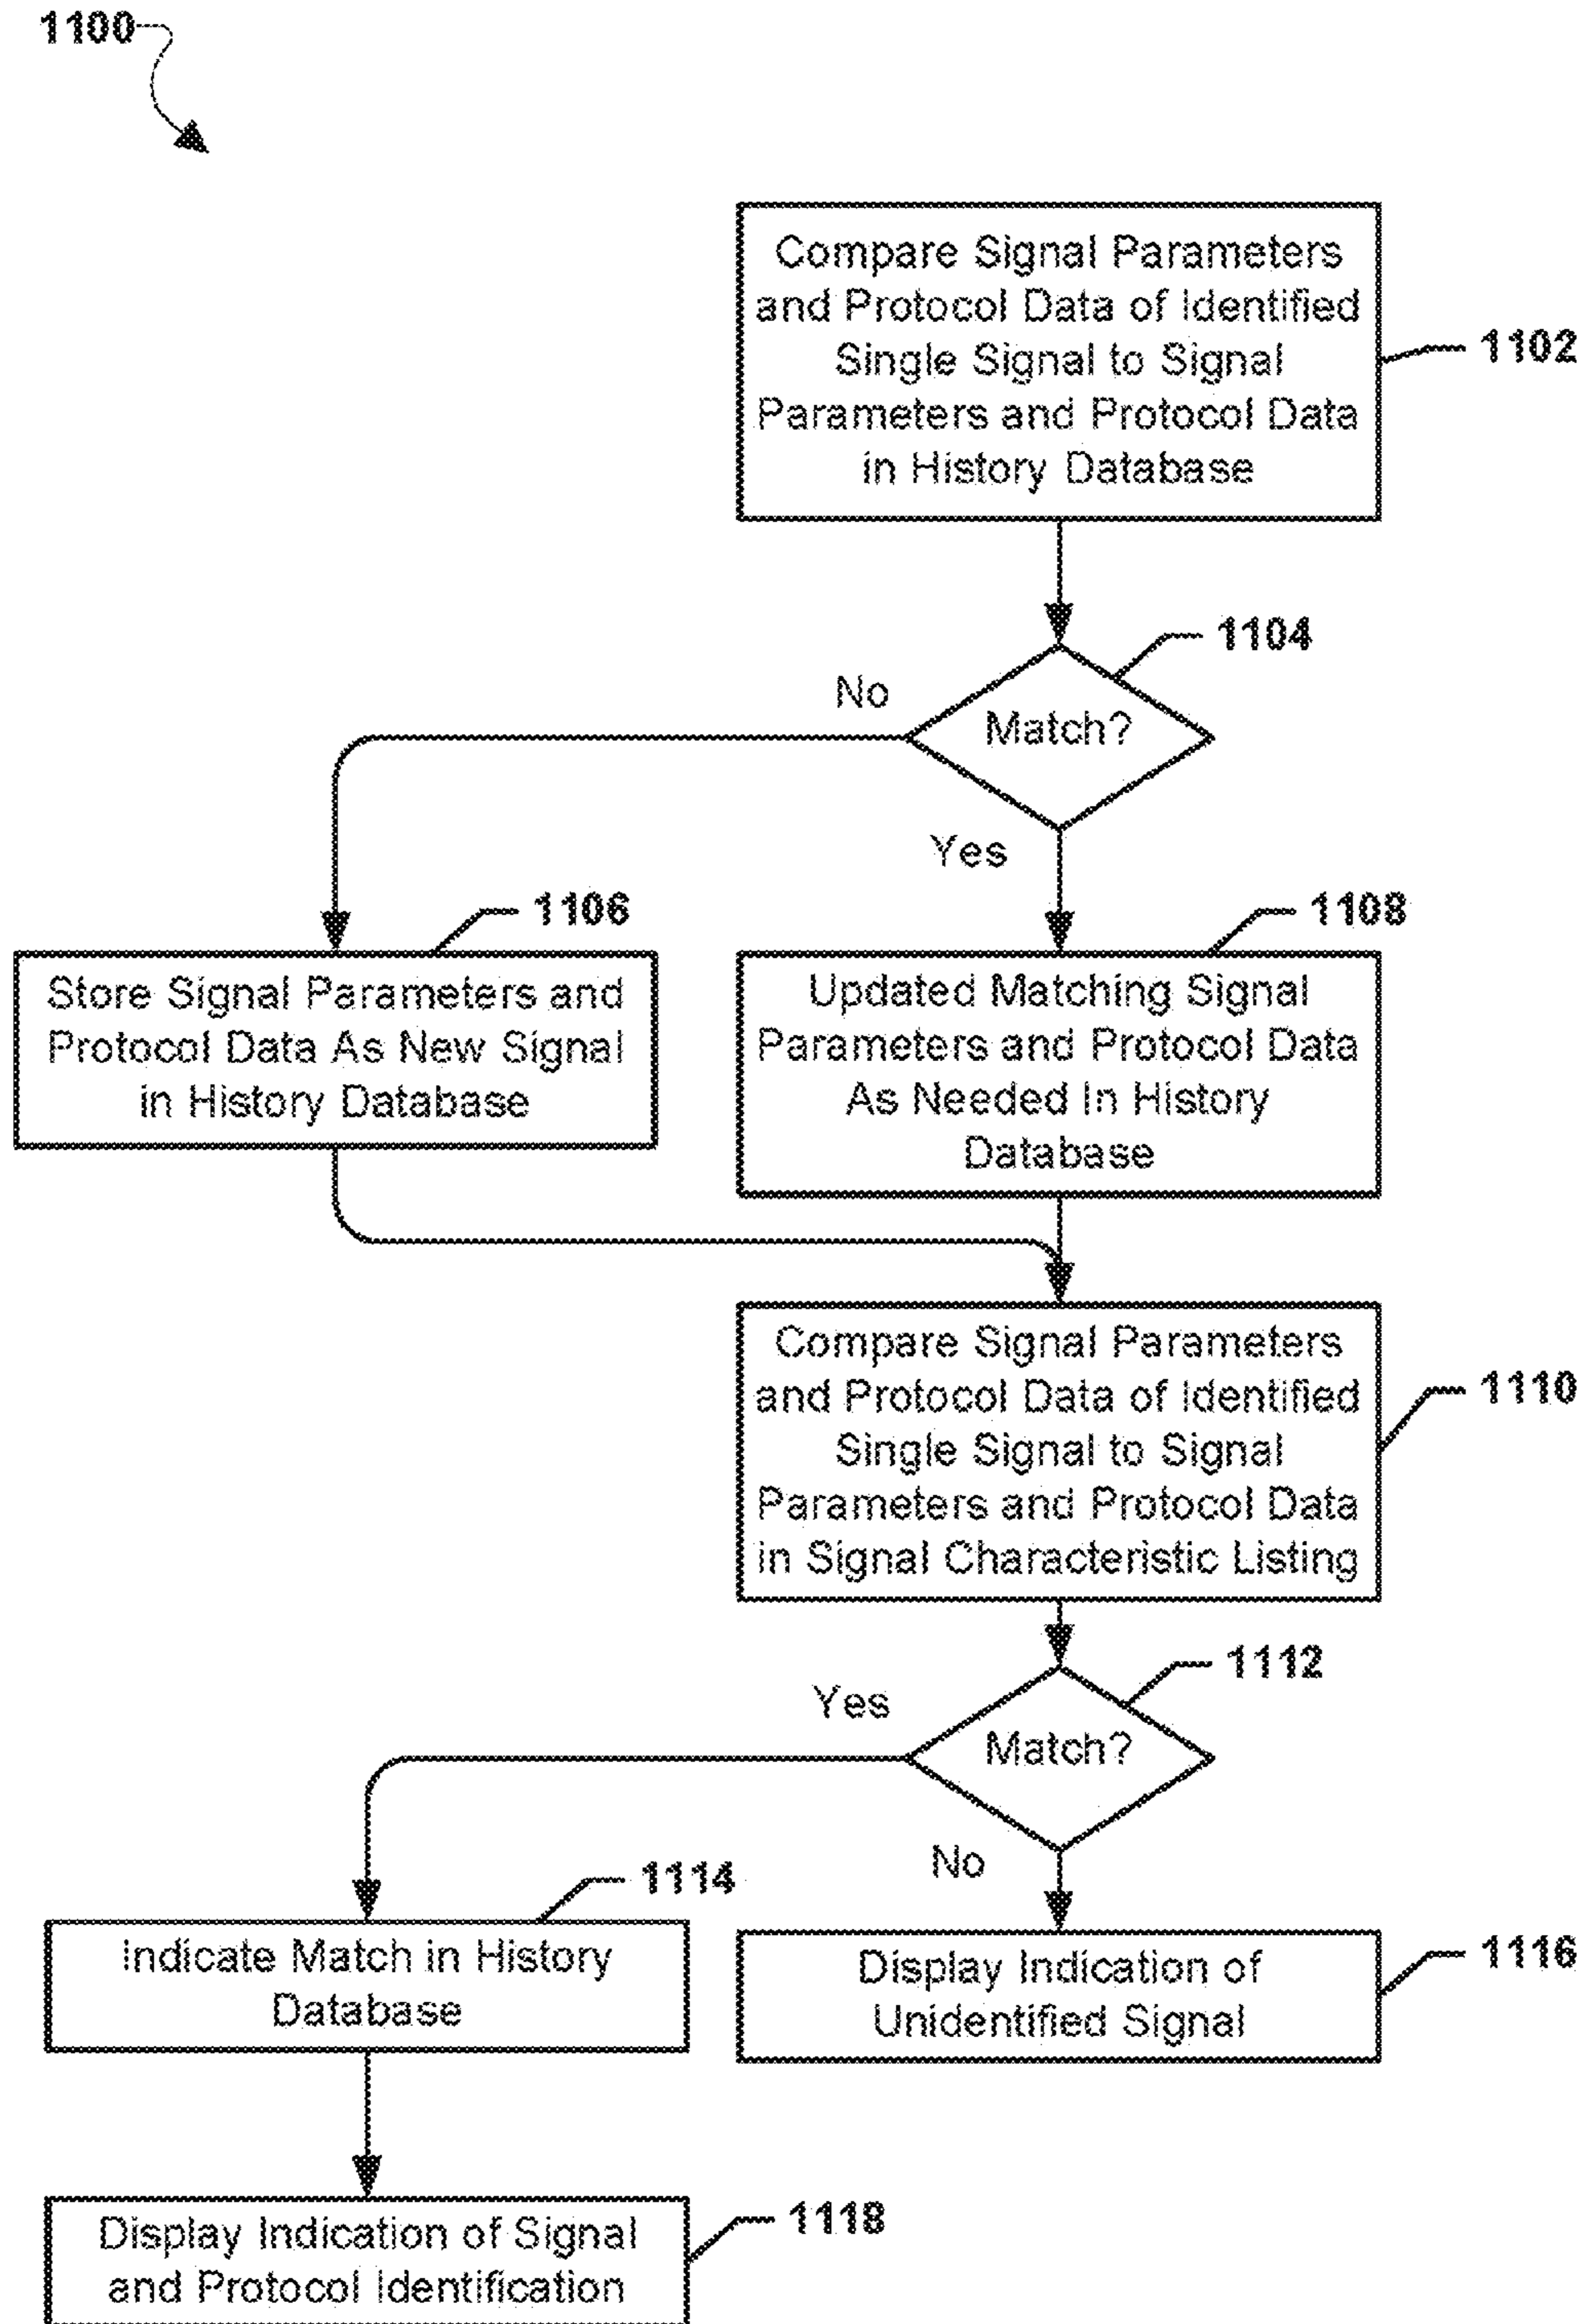 1100
Compare Signal Parameters
and Protocol Data of Identified
Single Signal to Signal
Parameters and Protocol Data
in History Database
1102
1104
No
Match?
Yes
1106
1108
Store Signal Parameters and
Protocol Data As New Signal
in History Database
Updated Matching Signal
Parameters and Protocol Data
As Needed In History
Database
Compare Signal Parameters
and Protocol Data of Identified
Single Signal to Signal
Parameters and Protocol Data
in Signal Characteristic Listing
1110
1112
Yes
Match?
No
1114
Indicate Match in History
Database
Display Indication of
Unidentified Signal
1116
Display Indication of Signal
and Protocol Identification
1118